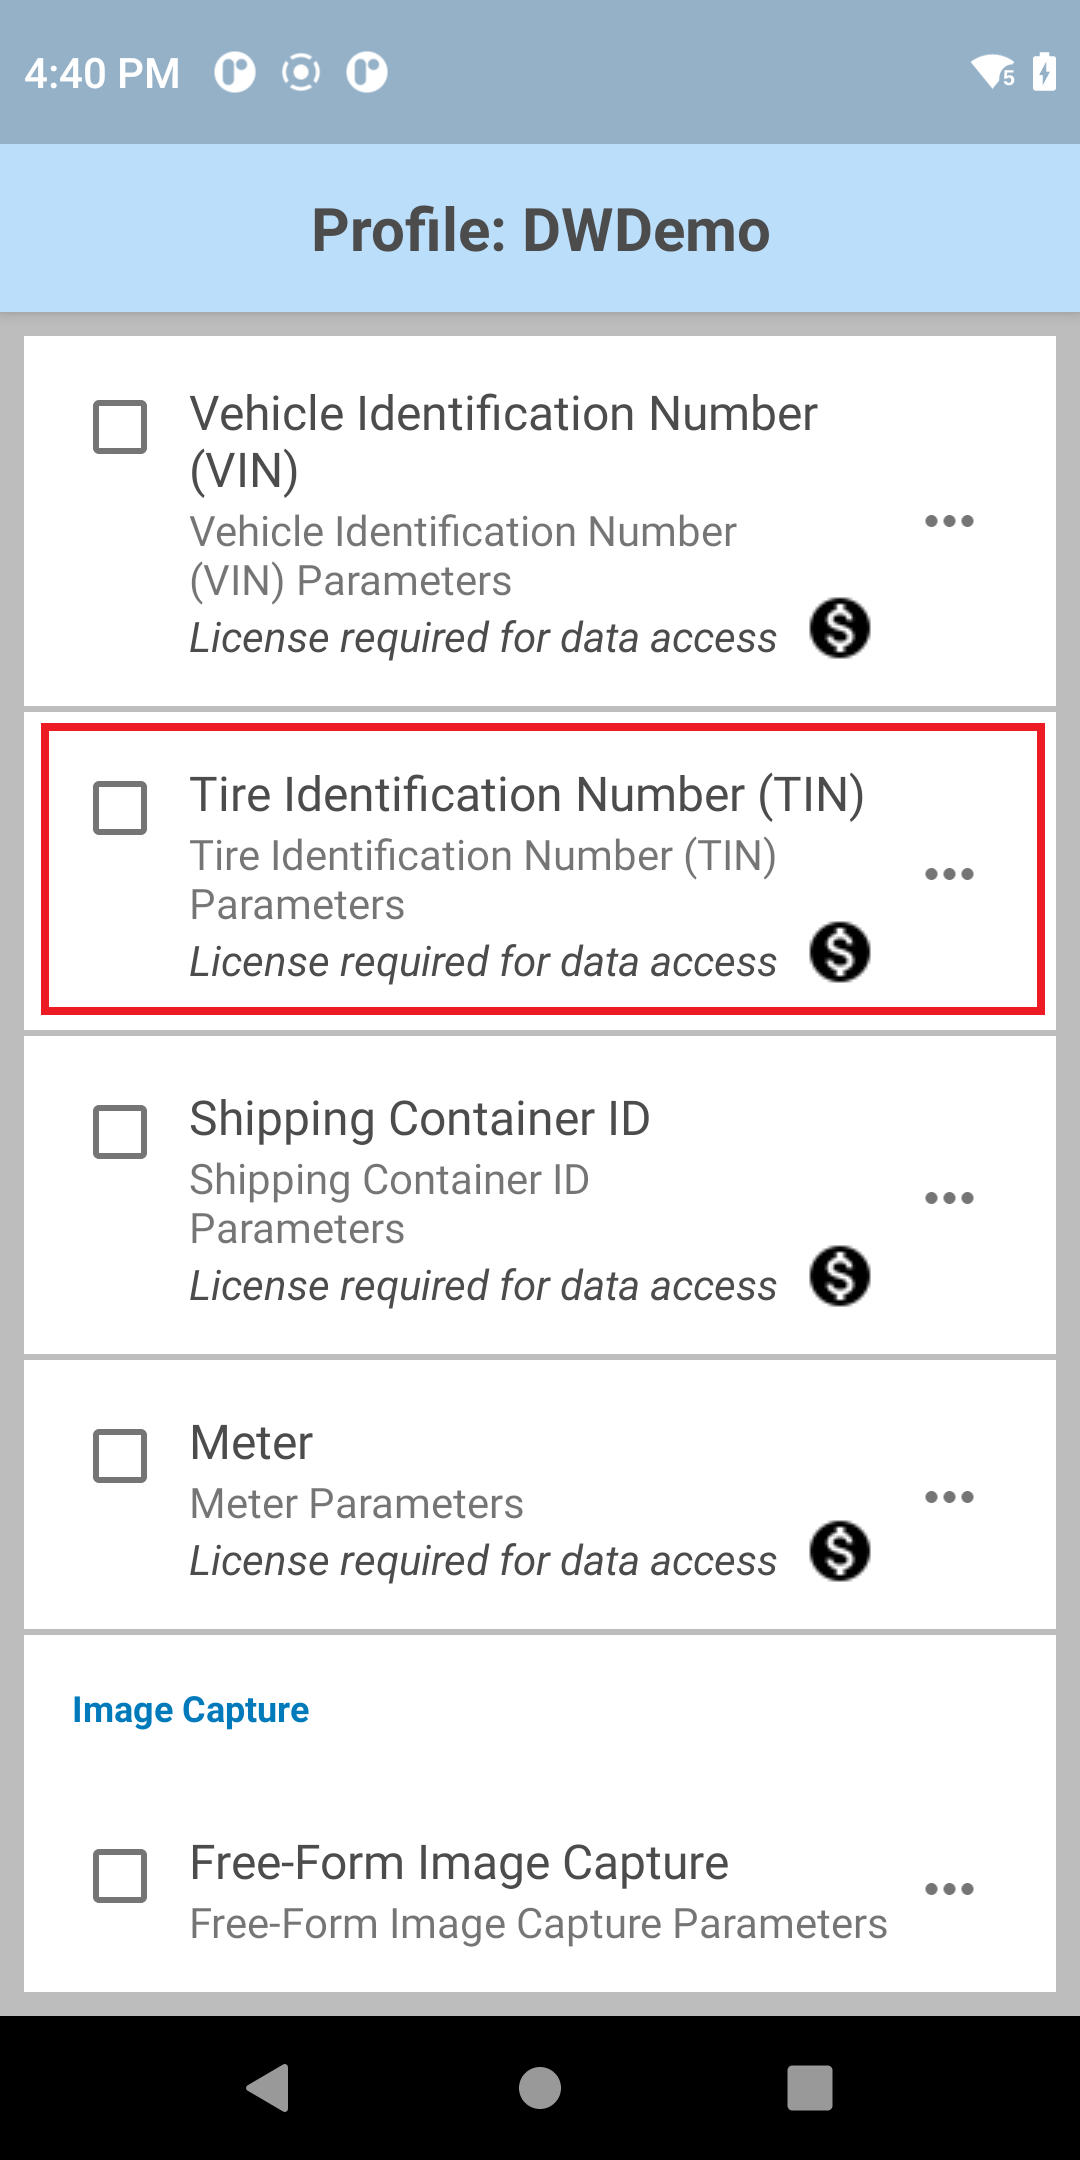 4:40 PM
5
Profile: DWDemo
Vehicle Identification Number
(VIN)
Vehicle Identification Number
(VIN) Parameters
License required for data access
Tire Identification Number (TIN)
Tire Identification Number (TIN)
Parameters
License required for data access
Shipping Container ID
Shipping Container ID
Parameters
License required for data access
Meter
Meter Parameters
License required for data access
Image Capture
Free-Form Image Capture
Free-Form Image Capture Parameters